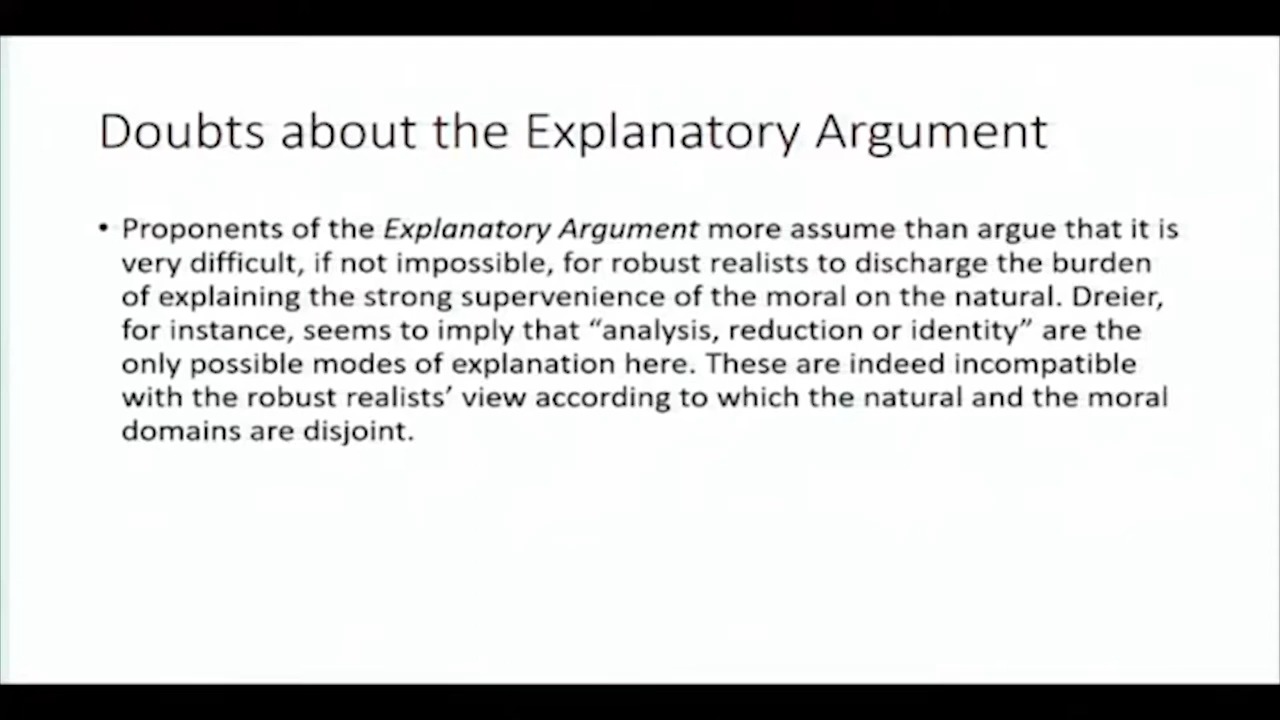 Doubts about the Explanatory Argument
• Proponents of the Explanatory Argument more assume than argue that it is
very difficult, if not impossible, for robust realists to discharge the burden
of explaining the strong supervenience of the moral on the natural. Dreier,
for instance, seems to imply that “analysis, reduction or identity” are the
only possible modes of explanation here. These are indeed incompatible
with the robust realists’ view according to which the natural and the moral
domains are disjoint.